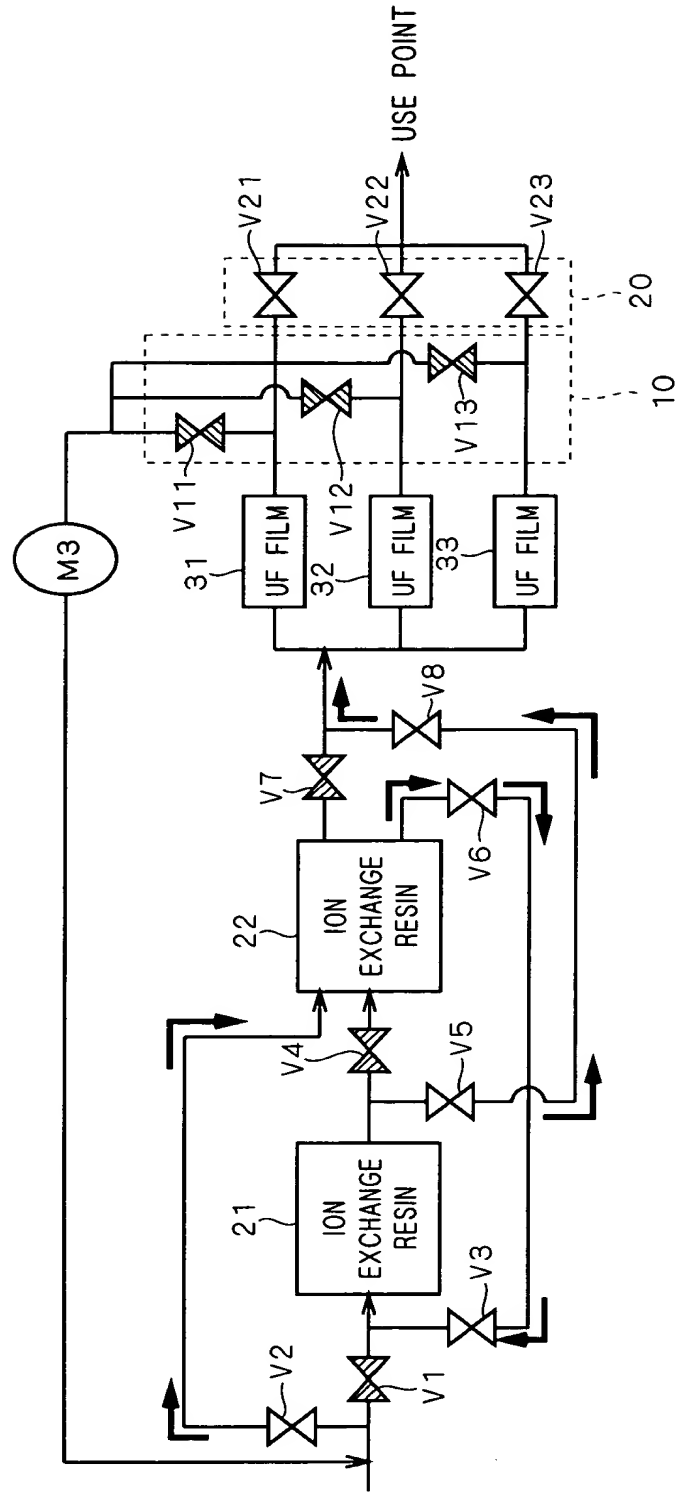 M3
V11
V12
V13
V21
V22
V23
USE POINT
20
10
31
UF FILM
32
UF FILM
33
UF FILM
V7
V8
V6
22
ION
EXCHANGE
RESIN
V4
V5
21
ION
EXCHANGE
RESIN
V2
V1
V3